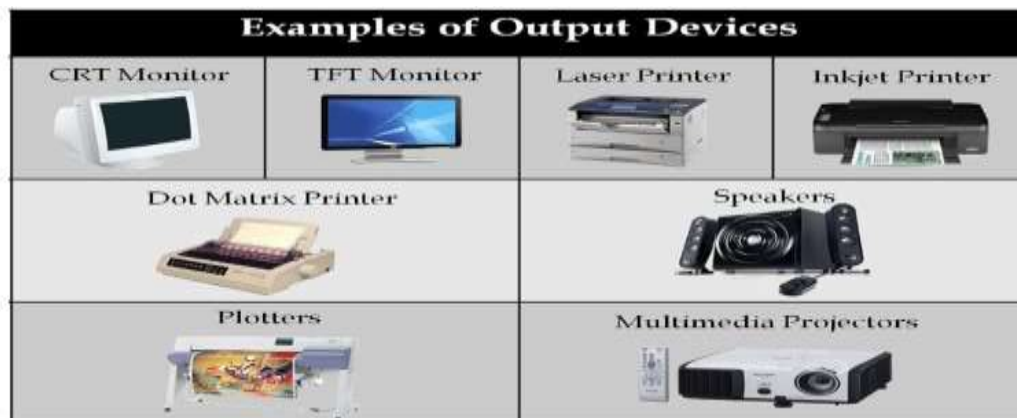 Examples of Output Devices
CRT Monitor
TFT Monitor
Laser Printer
Inkjet Printer
Dot Matrix Printer
Speakers
Plotters
Multimedia Projectors